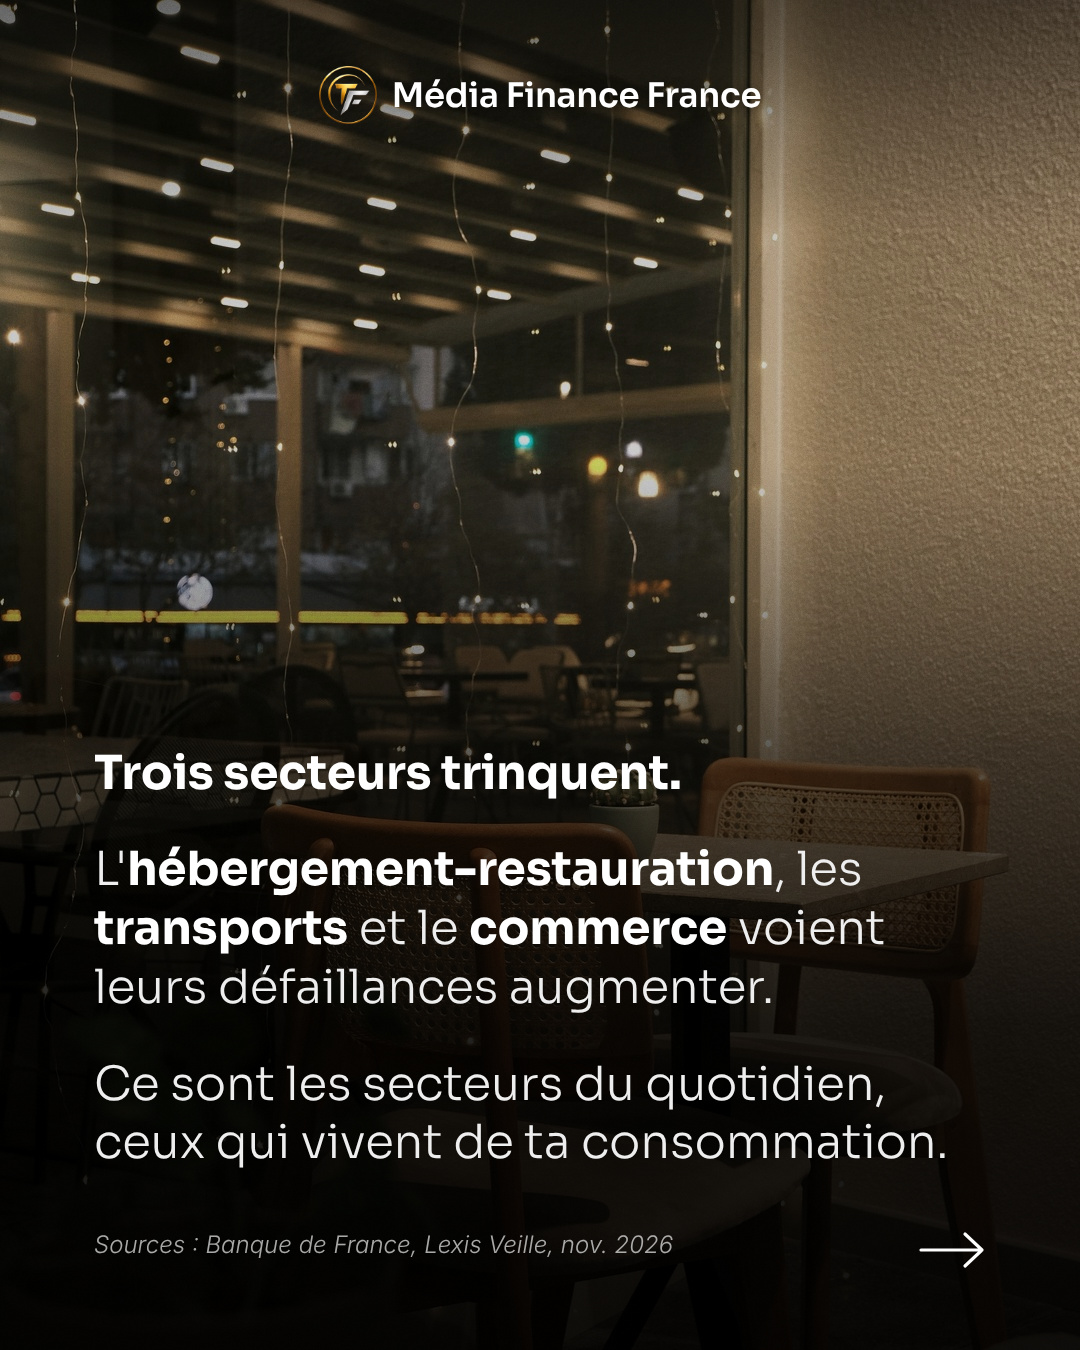 TF Média Finance France
Trois secteurs trinquent.
L'hébergement-restauration, les
transports et le commerce voient
leurs défaillances augmenter.
Ce sont les secteurs du quotidien,
ceux qui vivent de ta consommation.
Sources : Banque de France, Lexis Veille, nov. 2026